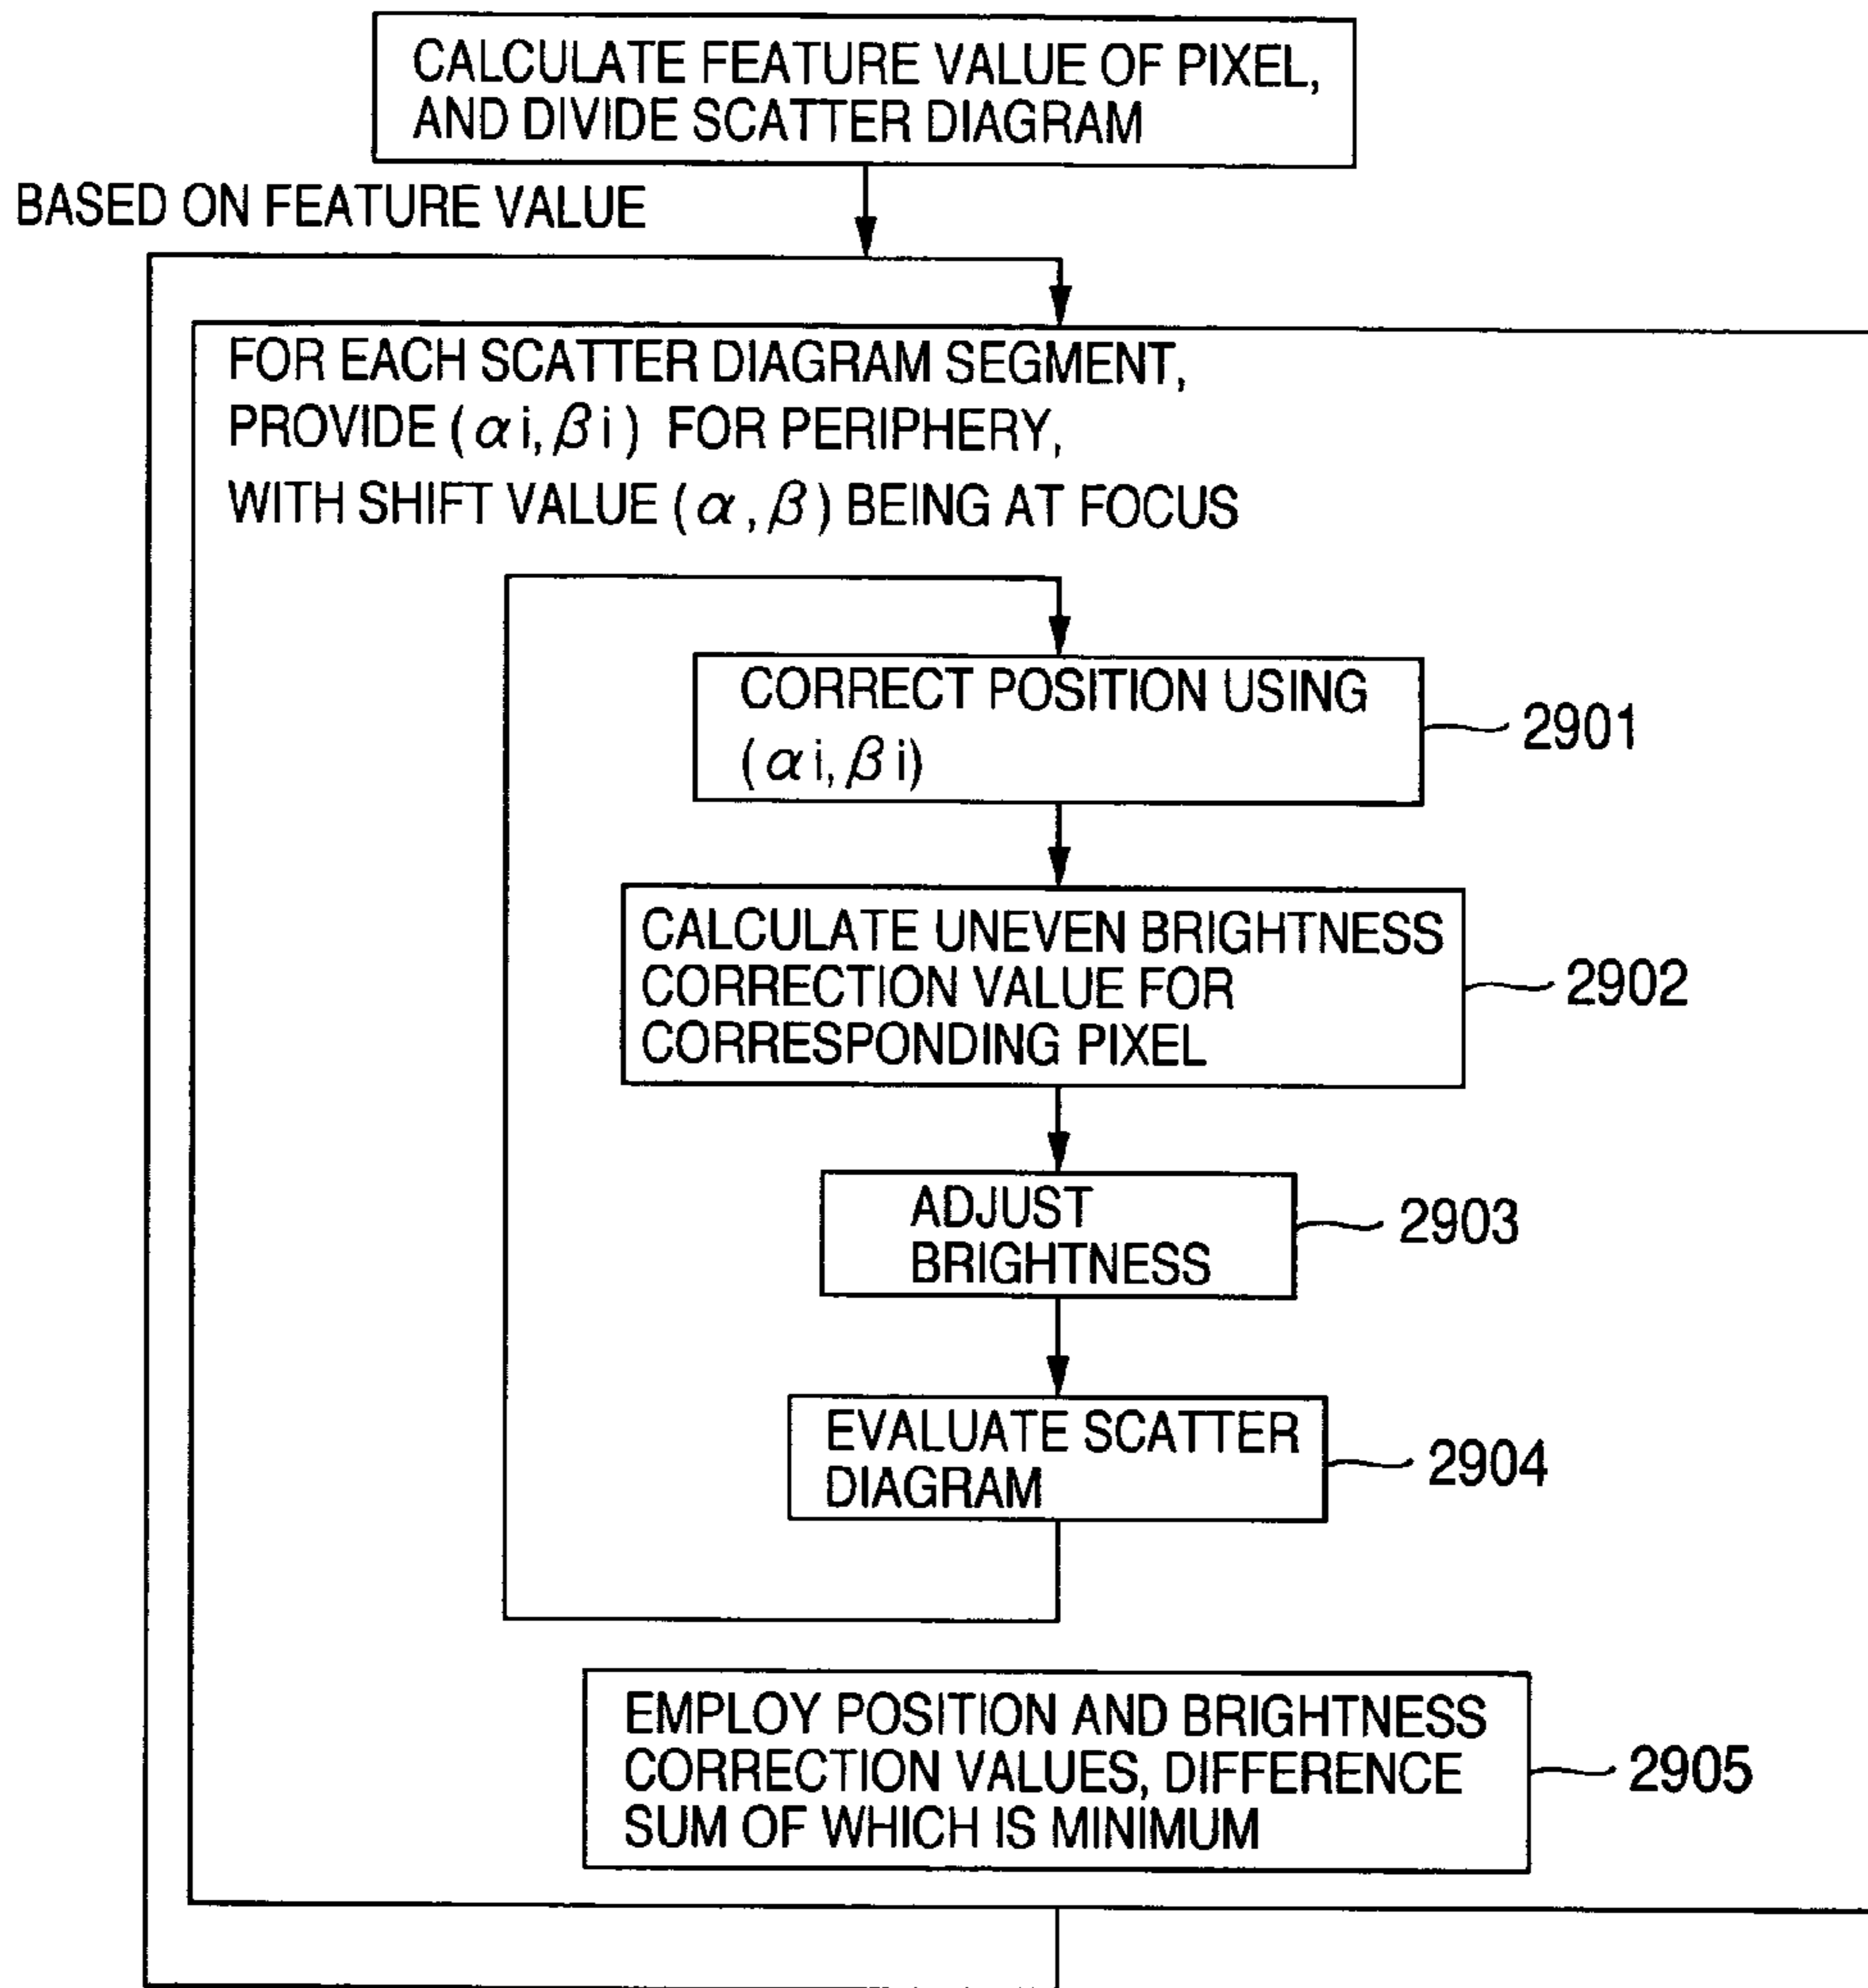 CALCULATE FEATURE VALUE OF PIXEL,
AND DIVIDE SCATTER DIAGRAM
BASED ON FEATURE VALUE
FOR EACH SCATTER DIAGRAM SEGMENT,
PROVIDE (αi, βi) FOR PERIPHERY,
WITH SHIFT VALUE (α, β) BEING AT FOCUS
CORRECT POSITION USING
(αi, βi)
2901
CALCULATE UNEVEN BRIGHTNESS
CORRECTION VALUE FOR
CORRESPONDING PIXEL
2902
ADJUST
BRIGHTNESS
2903
EVALUATE SCATTER
DIAGRAM
2904
EMPLOY POSITION AND BRIGHTNESS
CORRECTION VALUES, DIFFERENCE
SUM OF WHICH IS MINIMUM
2905